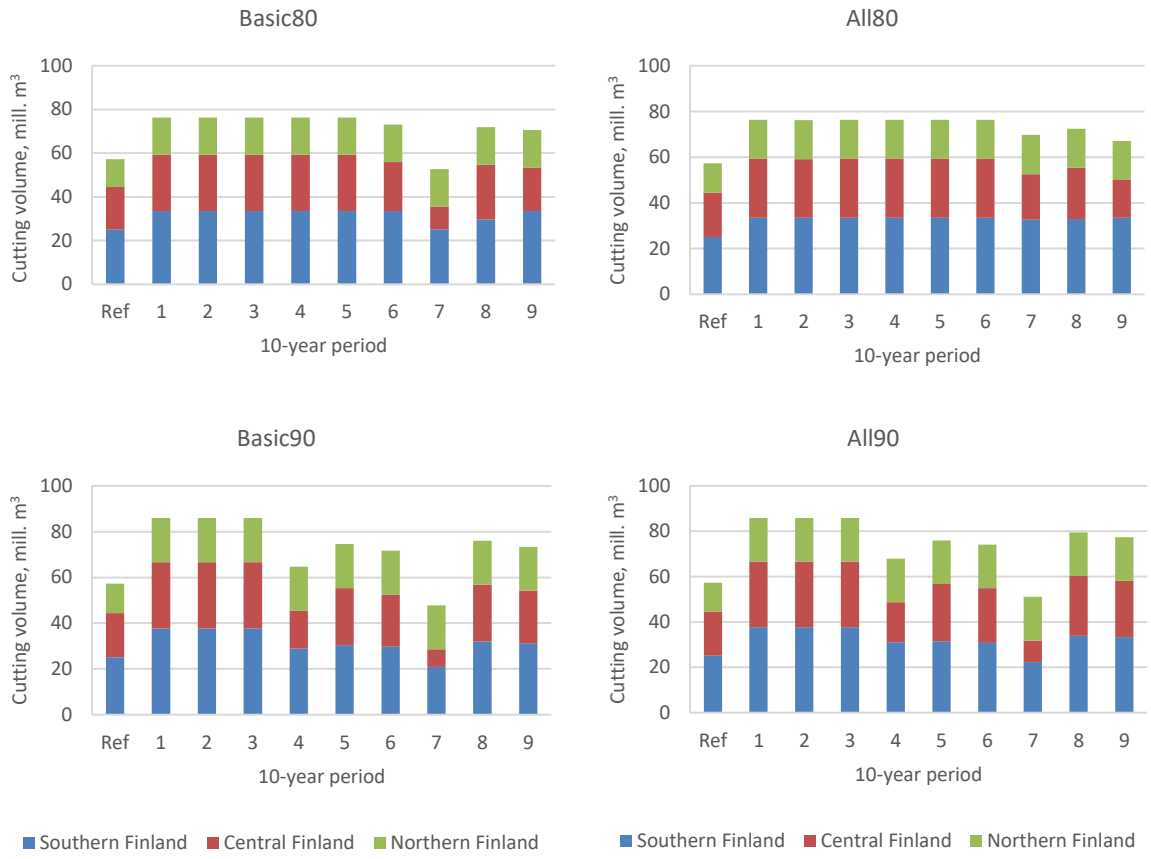 Basic80
Cutting volume, mill. m³
100
80
60
40
20
0
Ref 1 2 3 4 5 6 7 8 9
10-year period
All80
Cutting volume, mill. m³
100
80
60
40
20
0
Ref 1 2 3 4 5 6 7 8 9
10-year period
Basic90
Cutting volume, mill. m³
100
80
60
40
20
0
Ref 1 2 3 4 5 6 7 8 9
10-year period
Southern Finland Central Finland Northern Finland
All90
Cutting volume, mill. m³
100
80
60
40
20
0
Ref 1 2 3 4 5 6 7 8 9
10-year period
Southern Finland Central Finland Northern Finland